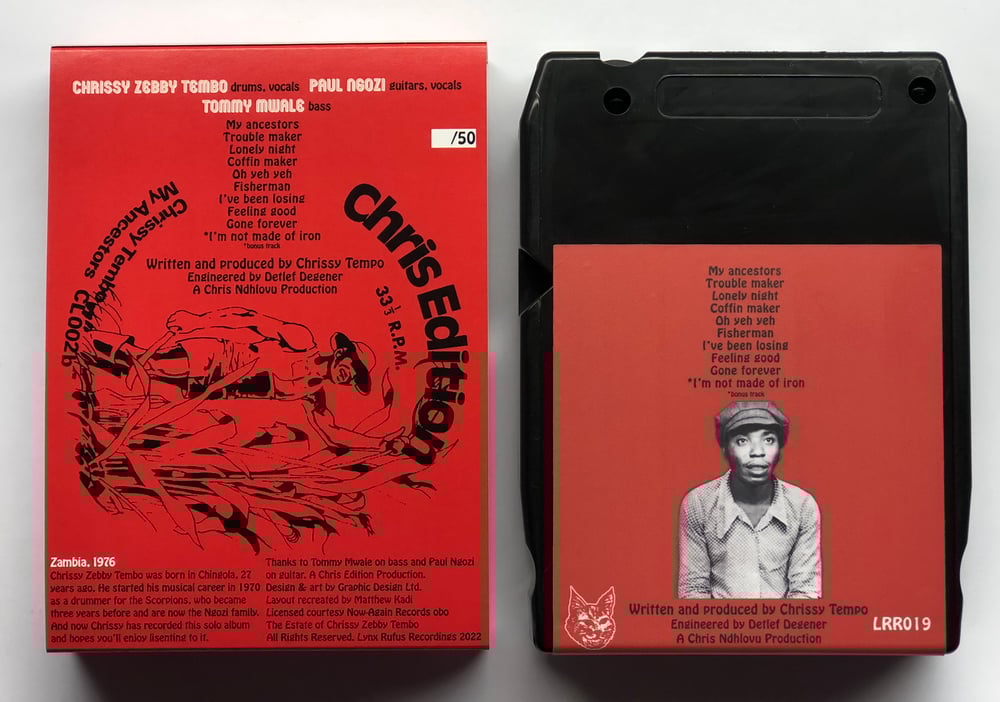 CHRISSY ZEBBY TEMBO drums, vocals PAUL NGOZI guitars, vocals
TOMMY MWALE bass
My ancestors
Trouble maker
Lonely night
Coffin maker
Oh yeh yeh
Fisherman
I've been losing
Feeling good
Gone forever
*I'm not made of iron
*bonus track
/50
Written and produced by Chrissy Tempo
Engineered by Detlef Degener
A Chris Ndhlovu Production
Chrissy Tembo
My Ancestors CL0026
Chris Edition
33⅓ R.P.M.
Zambia, 1976
Chrissy Zebby Tembo was born in Chingola, 27
years ago. He started his musical career in 1970
as a drummer for the Scorpions, who became
three years before and are now the Ngozi family.
And now Chrissy has recorded this solo album
and hopes you'll enjoy lisenting to it.
Thanks to Tommy Mwale on bass and Paul Ngozi
on guitar. A Chris Edition Production.
Design & art by Graphic Design Ltd.
Layout recreated by Matthew Kadi
Licensed courtesy Now-Again Records obo
The Estate of Chrissy Zebby Tembo
All Rights Reserved. Lynx Rufus Recordings 2022
My ancestors
Trouble maker
Lonely night
Coffin maker
Oh yeh yeh
Fisherman
I've been losing
Feeling good
Gone forever
*I'm not made of iron
*bonus track
Written and produced by Chrissy Tempo
Engineered by Detlef Degener
A Chris Ndhlovu Production
LRR019